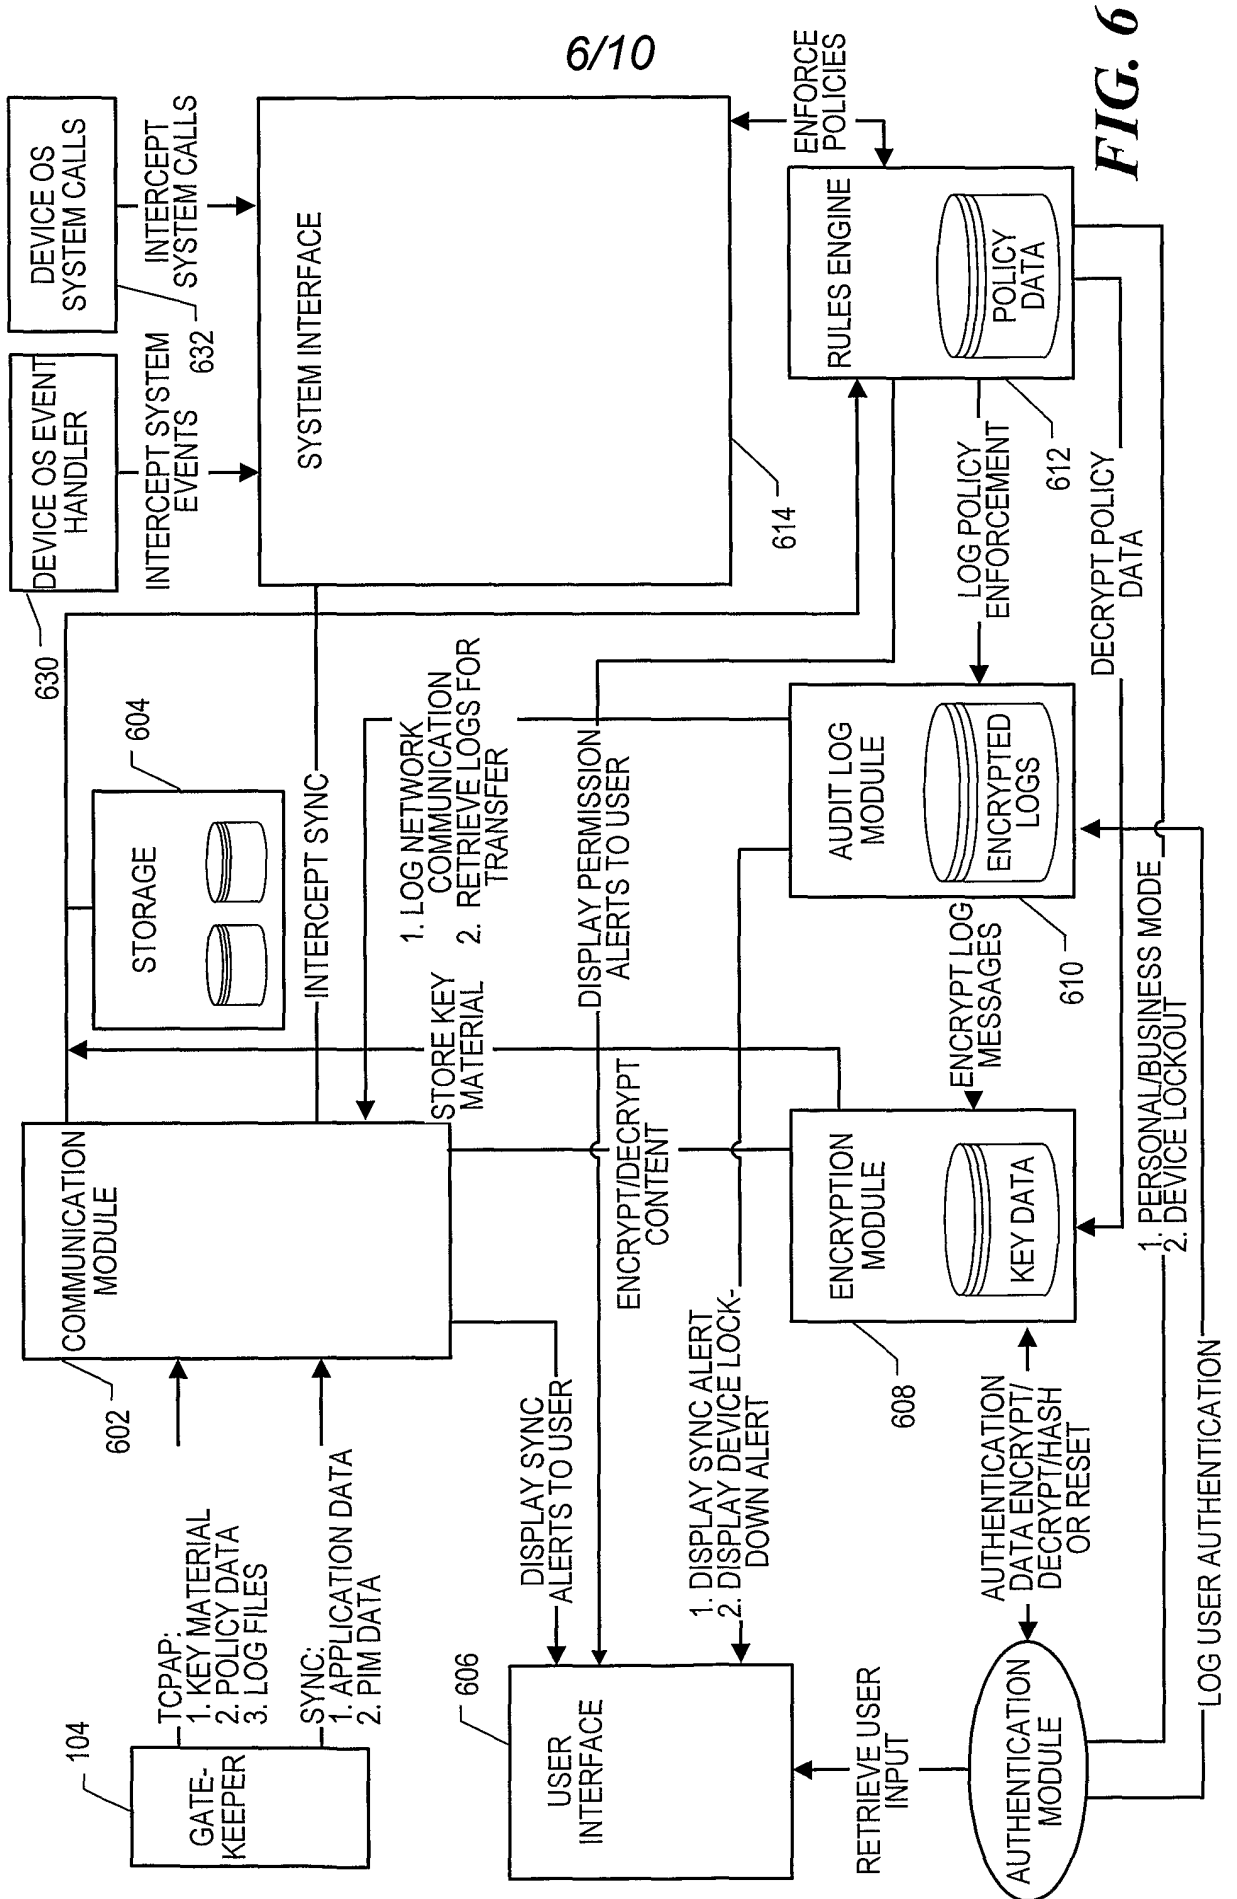 6/10
104
GATE-
KEEPER
TCPAP:
1. KEY MATERIAL
2. POLICY DATA
3. LOG FILES
SYNC:
1. APPLICATION DATA
2. PIM DATA
602
COMMUNICATION
MODULE
STORAGE
604
630
DEVICE OS EVENT
HANDLER
INTERCEPT SYSTEM
EVENTS
632
DEVICE OS
SYSTEM CALLS
INTERCEPT
SYSTEM CALLS
SYSTEM INTERFACE
614
INTERCEPT SYNC
1. LOG NETWORK
COMMUNICATION
2. RETRIEVE LOGS FOR
TRANSFER
STORE KEY
MATERIAL
606
USER
INTERFACE
DISPLAY SYNC
ALERTS TO USER
DISPLAY PERMISSION
ALERTS TO USER
ENCRYPT/DECRYPT
CONTENT
1. DISPLAY SYNC ALERT
2. DISPLAY DEVICE LOCK-
DOWN ALERT
RETRIEVE USER
INPUT
AUTHENTICATION
MODULE
AUTHENTICATION
DATA ENCRYPT/
DECRYPT/HASH
OR RESET
608
ENCRYPTION
MODULE
KEY DATA
ENCRYPT LOG
MESSAGES
AUDIT LOG
MODULE
ENCRYPTED
LOGS
610
LOG POLICY
ENFORCEMENT
612
RULES ENGINE
POLICY
DATA
ENFORCE
POLICIES
DECRYPT POLICY
DATA
1. PERSONAL/BUSINESS MODE
2. DEVICE LOCKOUT
LOG USER AUTHENTICATION
FIG. 6